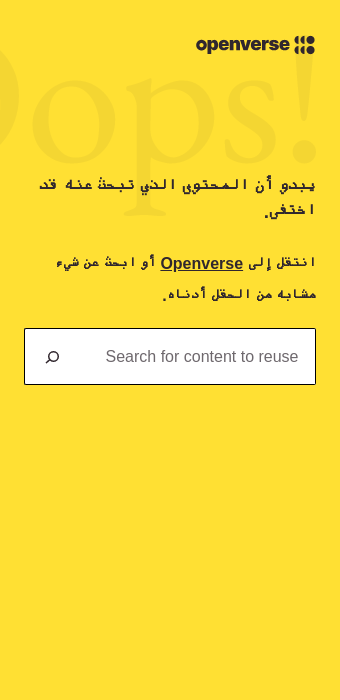 openverse
Oops!
يبدو أن المحتوى الذي تبحث عنه قد
اختفى.
انتقل إلى Openverse أو ابحث عن شيء
مشابه من الحقل أدناه.
Search for content to reuse